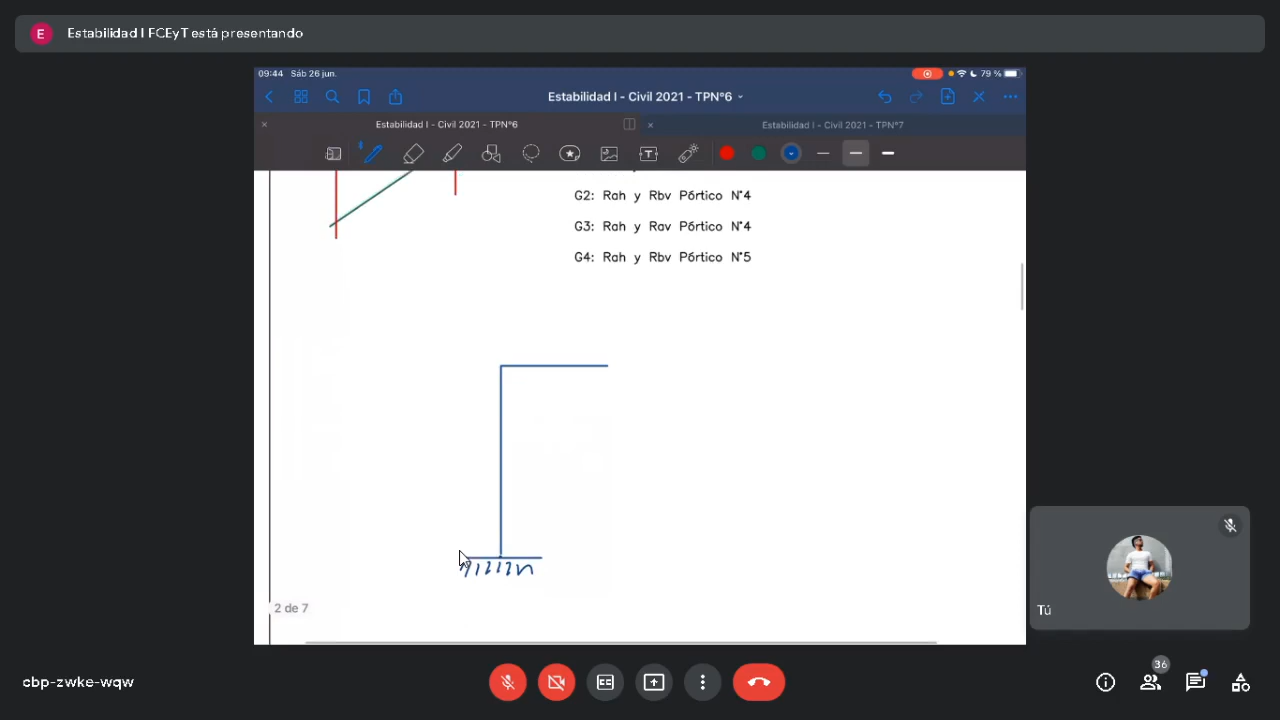 E Estabilidad I FCEyT está presentando
09:44 Sáb 26 jun. 79 %
Estabilidad I - Civil 2021 - TPN°6
Estabilidad I - Civil 2021 - TPN°6 Estabilidad I - Civil 2021 - TPN°7
G2: Rah y Rbv Pórtico N°4
G3: Rah y Rav Pórtico N°4
G4: Rah y Rbv Pórtico N°5
2 de 7
Tú
cbp-zwke-wqw
36